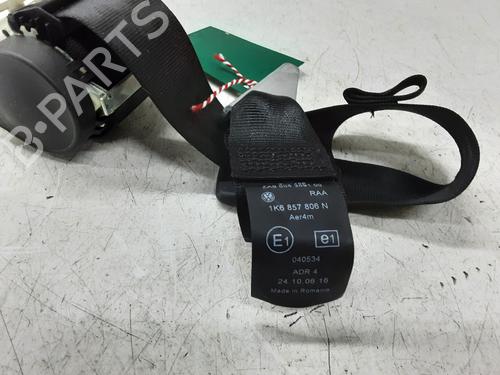 B-PARTS
RAA
1K6 857 806 N
Aer4m
E1
e1
040534
ADR 4
24.10.06 16
Made in Romania